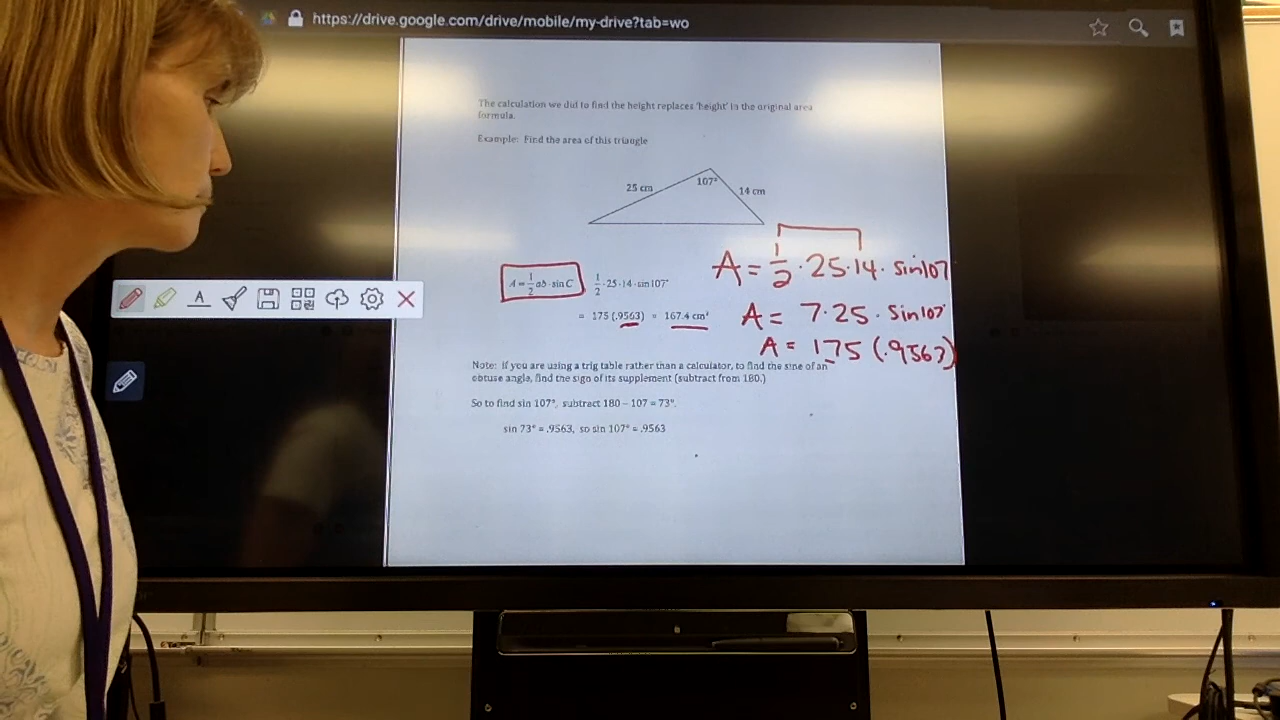 https://drive.google.com/drive/mobile/my-drive?tab=wo
The calculation we did to find the height replaces 'height' in the original area
formula.
Example: Find the area of this triangle
25 cm
107°
14 cm
A = 1/2 ab · sin C
1/2 · 25 · 14 · sin 107°
= 175 (.9563) = 167.4 cm²
A = 1/2 · 25 · 14 · sin 107
A = 7 · 25 · sin 107°
A = 175 (.9563)
Note: If you are using a trig table rather than a calculator, to find the sine of an
obtuse angle, find the sign of its supplement (subtract from 180.)
So to find sin 107°, subtract 180 – 107 = 73°.
sin 73° = .9563, so sin 107° = .9563
A